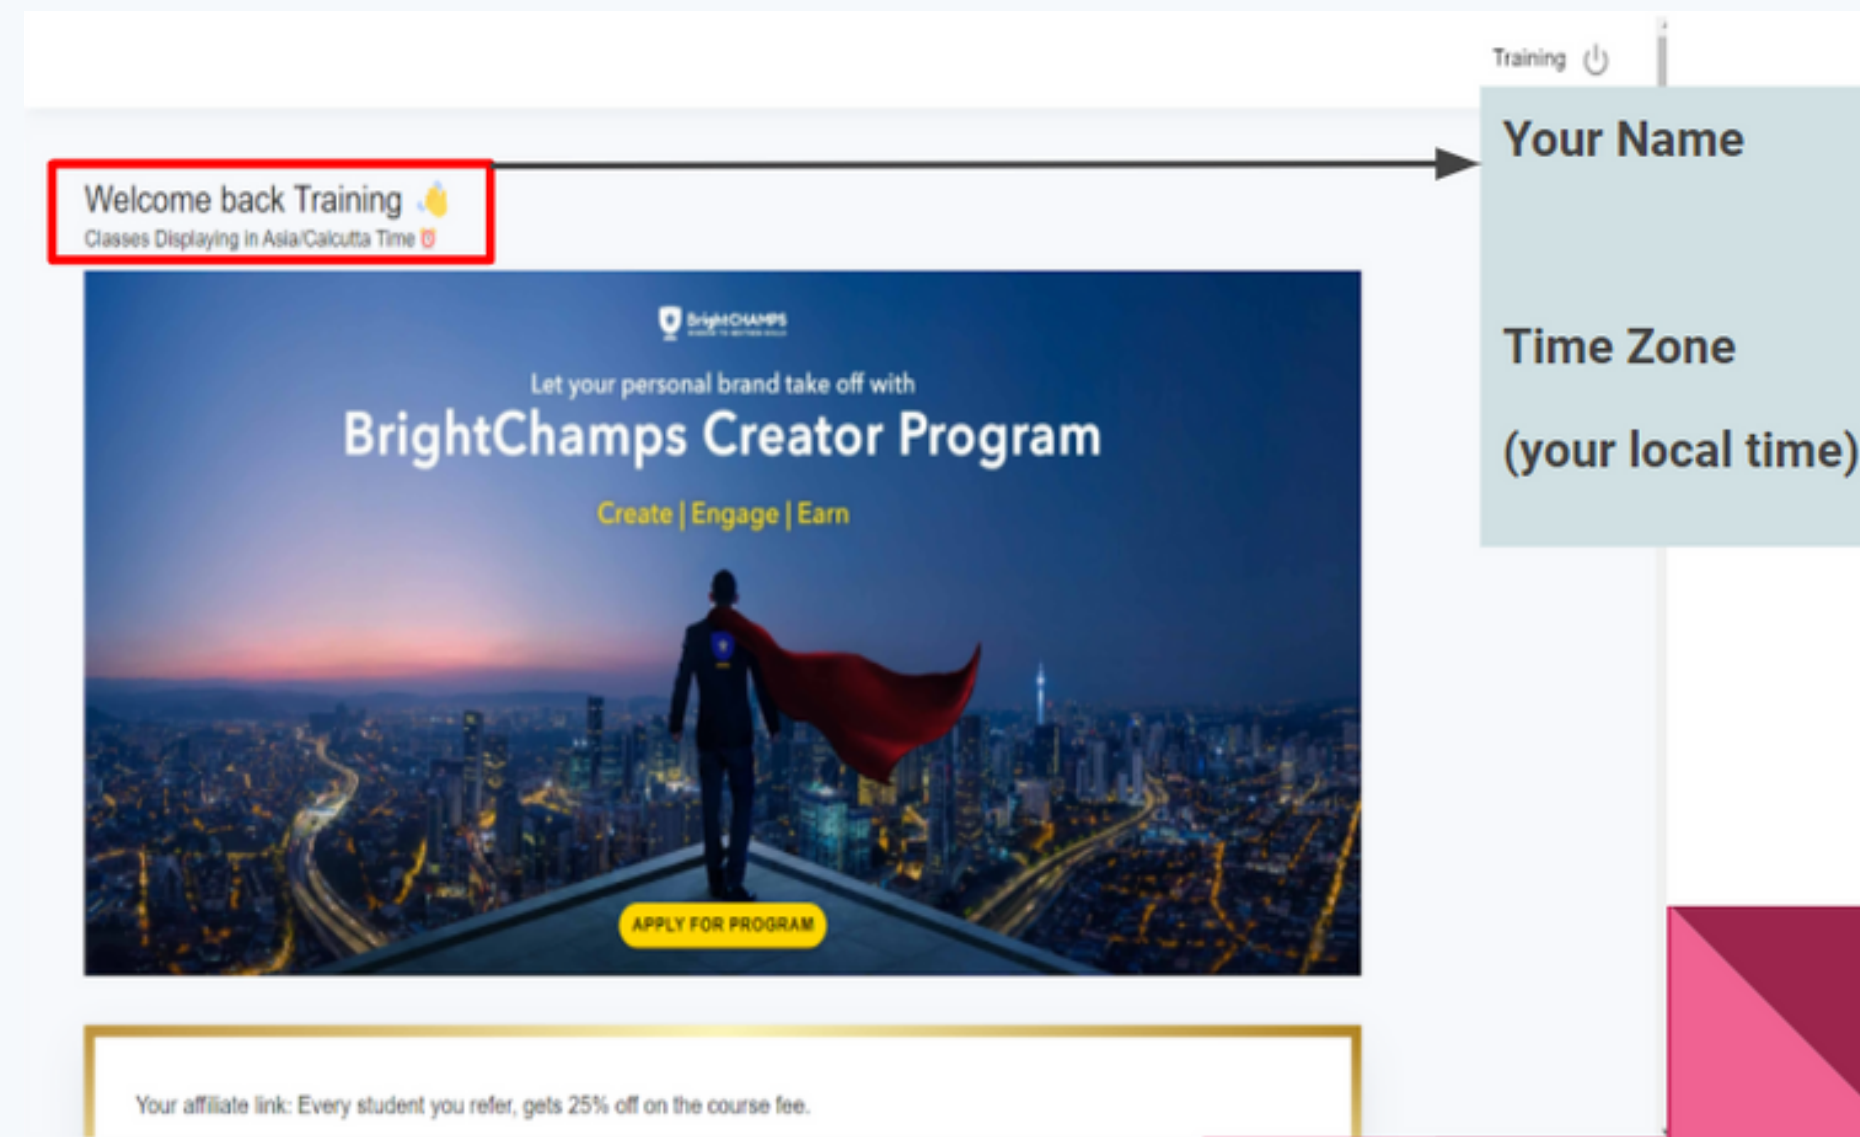 Training
Your Name
Welcome back Training
Classes Displaying in Asia/Calcutta Time
Time Zone
(your local time)
BrightCHAMPS
Let your personal brand take off with
BrightChamps Creator Program
Create | Engage | Earn
APPLY FOR PROGRAM
Your affiliate link: Every student you refer, gets 25% off on the course fee.